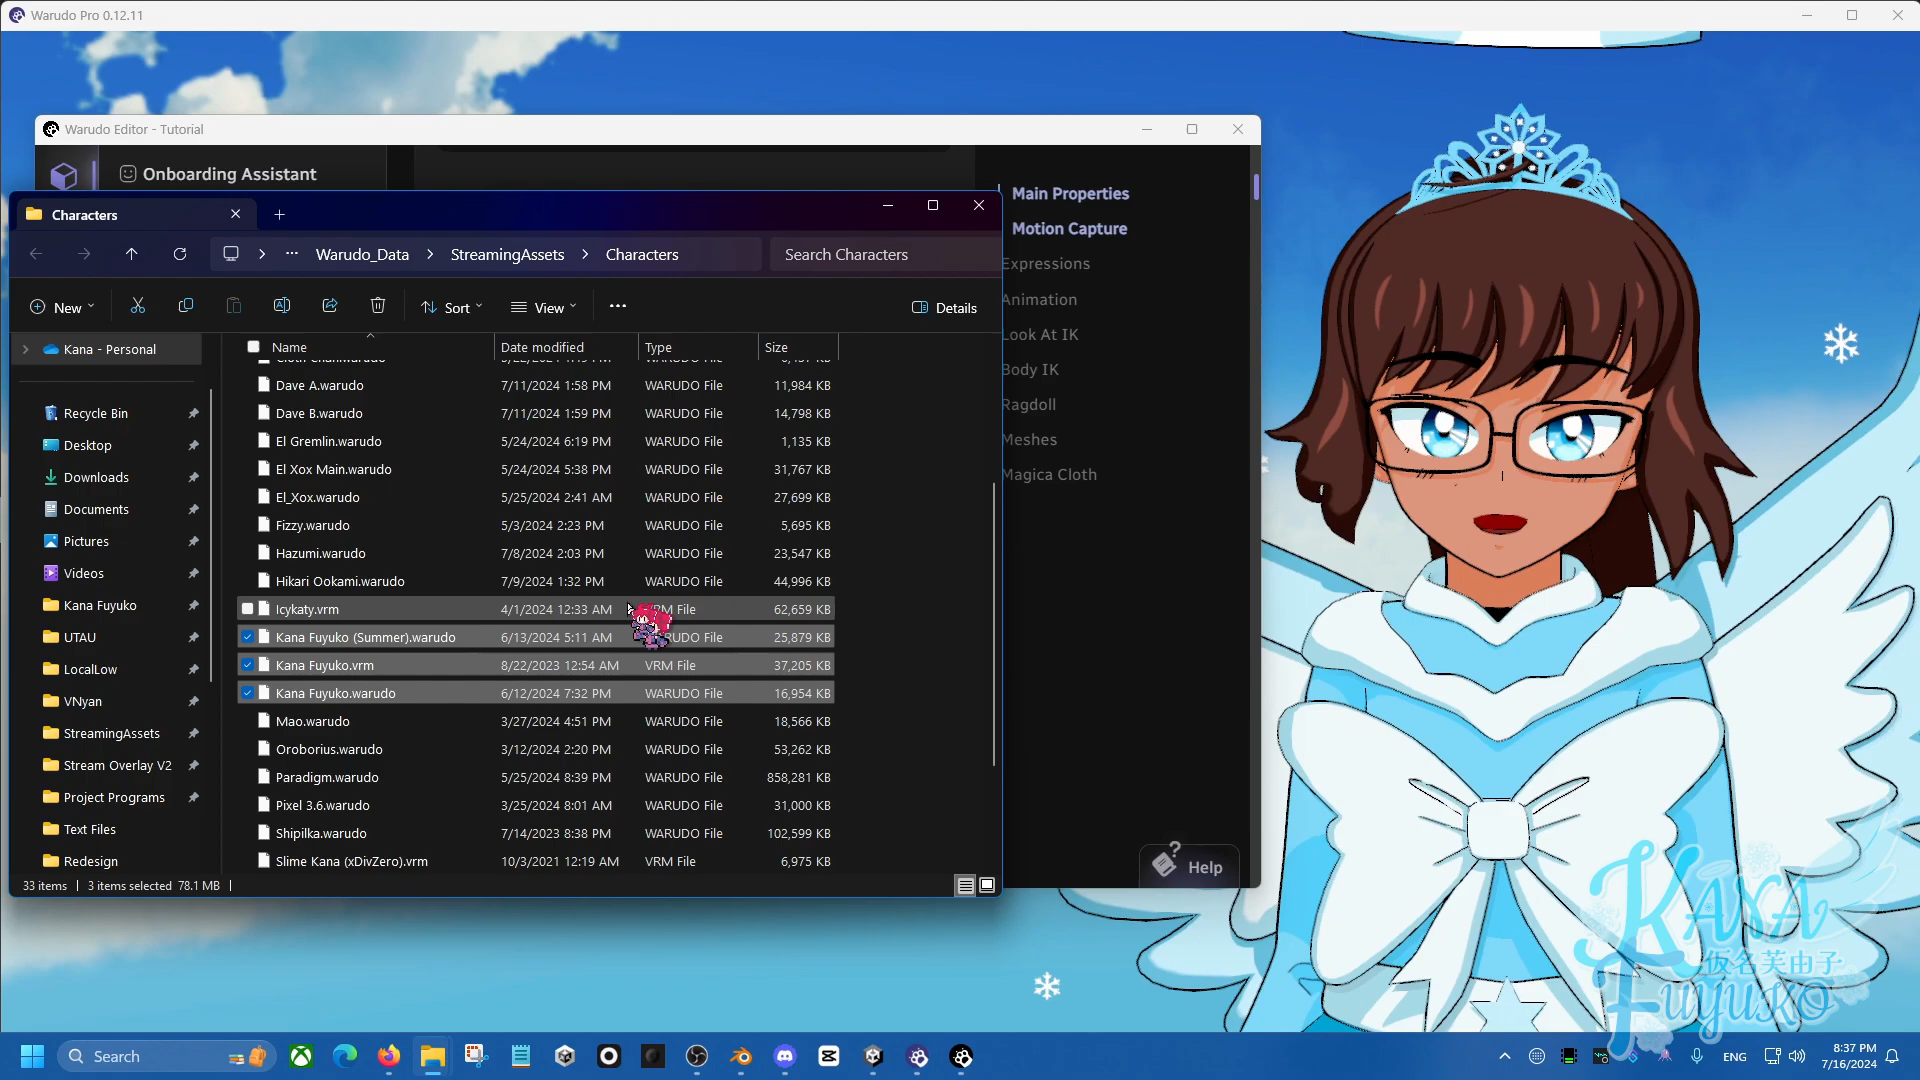 Warudo Pro 0.12.11
Warudo Editor - Tutorial
Onboarding Assistant
Main Properties
Motion Capture
Expressions
Animation
Look At IK
Body IK
Ragdoll
Meshes
Magica Cloth
Help
Characters
Warudo_Data > StreamingAssets > Characters
Search Characters
New
Sort
View
Details
Kana - Personal
Recycle Bin
Desktop
Downloads
Documents
Pictures
Videos
Kana Fuyuko
UTAU
LocalLow
VNyan
StreamingAssets
Stream Overlay V2
Project Programs
Text Files
Redesign
Name Date modified Type Size
Dave A.warudo 7/11/2024 1:58 PM WARUDO File 11,984 KB
Dave B.warudo 7/11/2024 1:59 PM WARUDO File 14,798 KB
El Gremlin.warudo 5/24/2024 6:19 PM WARUDO File 1,135 KB
El Xox Main.warudo 5/24/2024 5:38 PM WARUDO File 31,767 KB
El_Xox.warudo 5/25/2024 2:41 AM WARUDO File 27,699 KB
Fizzy.warudo 5/3/2024 2:23 PM WARUDO File 5,695 KB
Hazumi.warudo 7/8/2024 2:03 PM WARUDO File 23,547 KB
Hikari Ookami.warudo 7/9/2024 1:32 PM WARUDO File 44,996 KB
Icykaty.vrm 4/1/2024 12:33 AM File 62,659 KB
Kana Fuyuko (Summer).warudo 6/13/2024 5:11 AM File 25,879 KB
Kana Fuyuko.vrm 8/22/2023 12:54 AM VRM File 37,205 KB
Kana Fuyuko.warudo 6/12/2024 7:32 PM WARUDO File 16,954 KB
Mao.warudo 3/27/2024 4:51 PM WARUDO File 18,566 KB
Oroborius.warudo 3/12/2024 2:20 PM WARUDO File 53,262 KB
Paradigm.warudo 5/25/2024 8:39 PM WARUDO File 858,281 KB
Pixel 3.6.warudo 3/25/2024 8:01 AM WARUDO File 31,000 KB
Shipilka.warudo 7/14/2023 8:38 PM WARUDO File 102,599 KB
Slime Kana (xDivZero).vrm 10/3/2021 12:19 AM VRM File 6,975 KB
33 items | 3 items selected 78.1 MB |
KANA
仮名芙由子
FUYUKO
Search
ENG
8:37 PM
7/16/2024